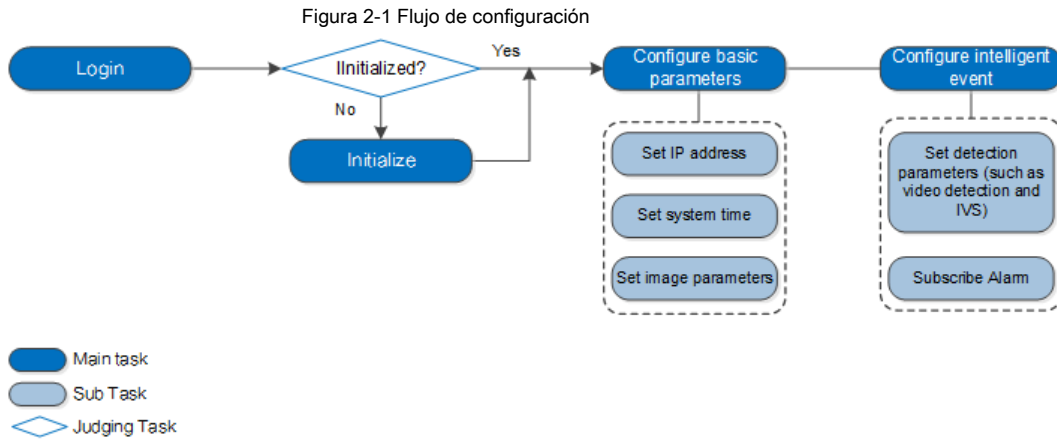 Figura 2-1 Flujo de configuración
Login
IInitialized?
Yes
No
Initialize
Configure basic
parameters
Set IP address
Set system time
Set image parameters
Configure intelligent
event
Set detection
parameters (such as
video detection and
IVS)
Subscribe Alarm
Main task
Sub Task
Judging Task